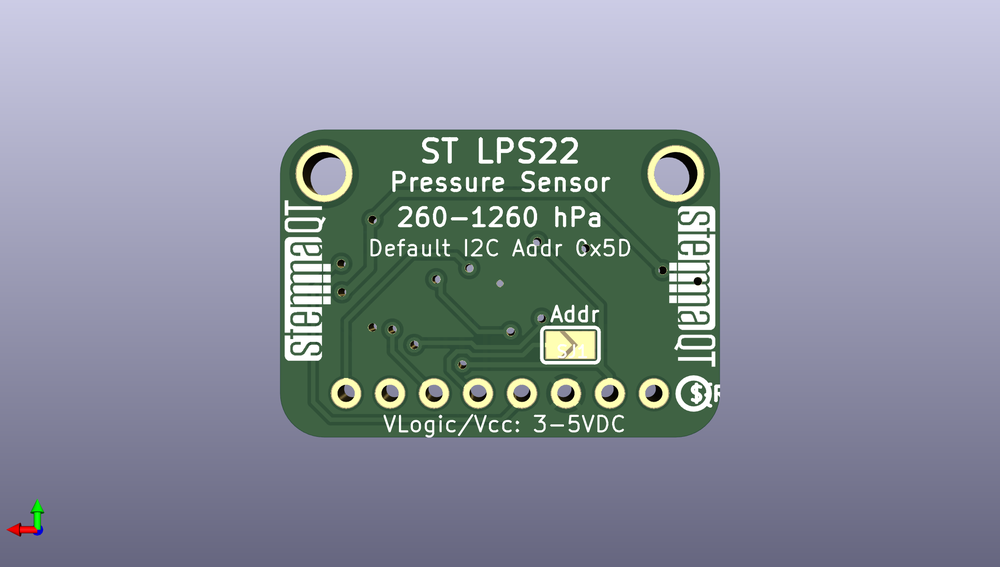 ST LPS22
Pressure Sensor
260-1260 hPa
Default I2C Addr 0x5D
stemmaQT
stemmaQT
Addr
VLogic/Vcc: 3-5VDC